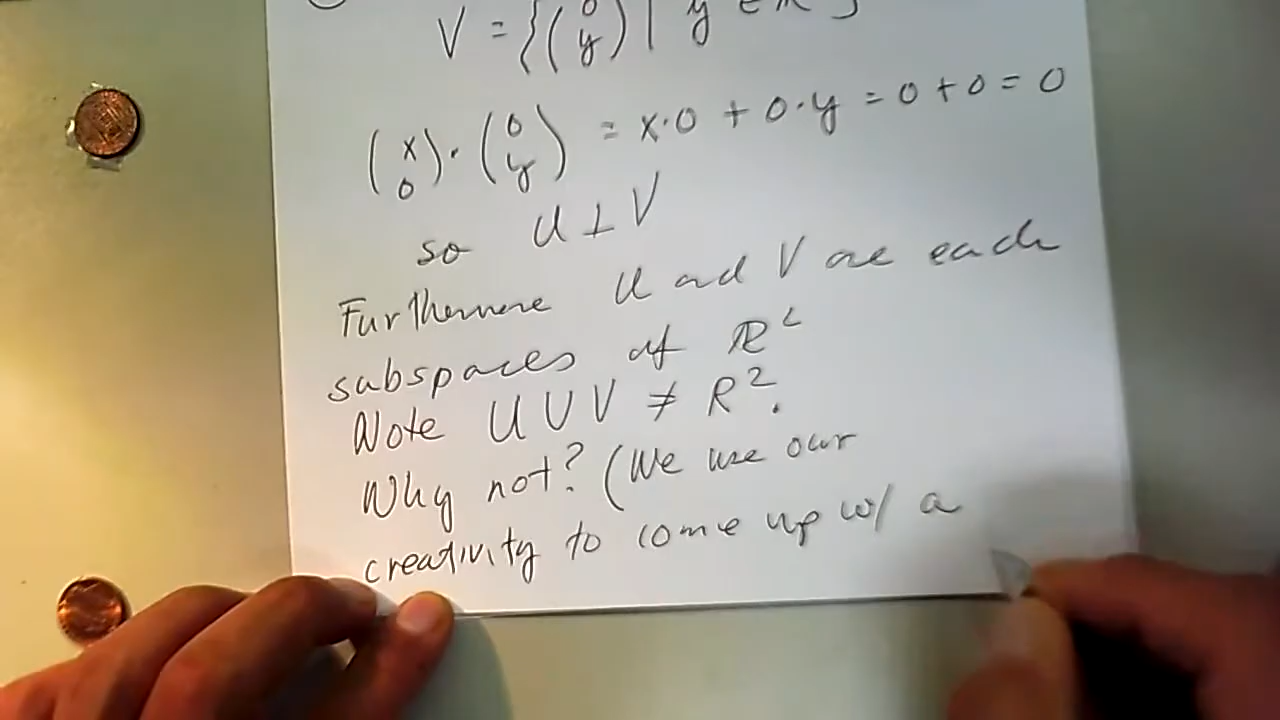 V = {(0 y) | y ∈ R }
(x 0) · (0 y) = x·0 + 0·y = 0 + 0 = 0
so U ⊥ V
Furthermore U and V are each
subspaces of R²
Note U U V ≠ R².
Why not? (We use our
creativity to come up w/ a